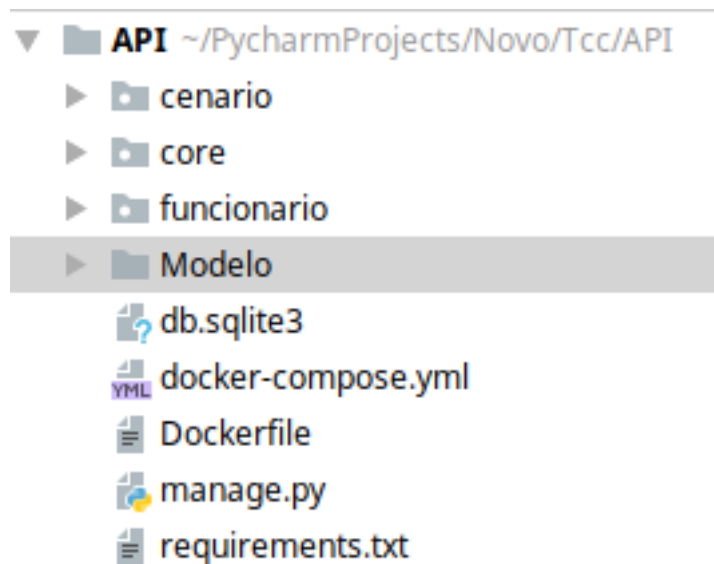 API ~/PycharmProjects/Novo/Tcc/API
cenario
core
funcionario
Modelo
db.sqlite3
YML docker-compose.yml
Dockerfile
manage.py
requirements.txt